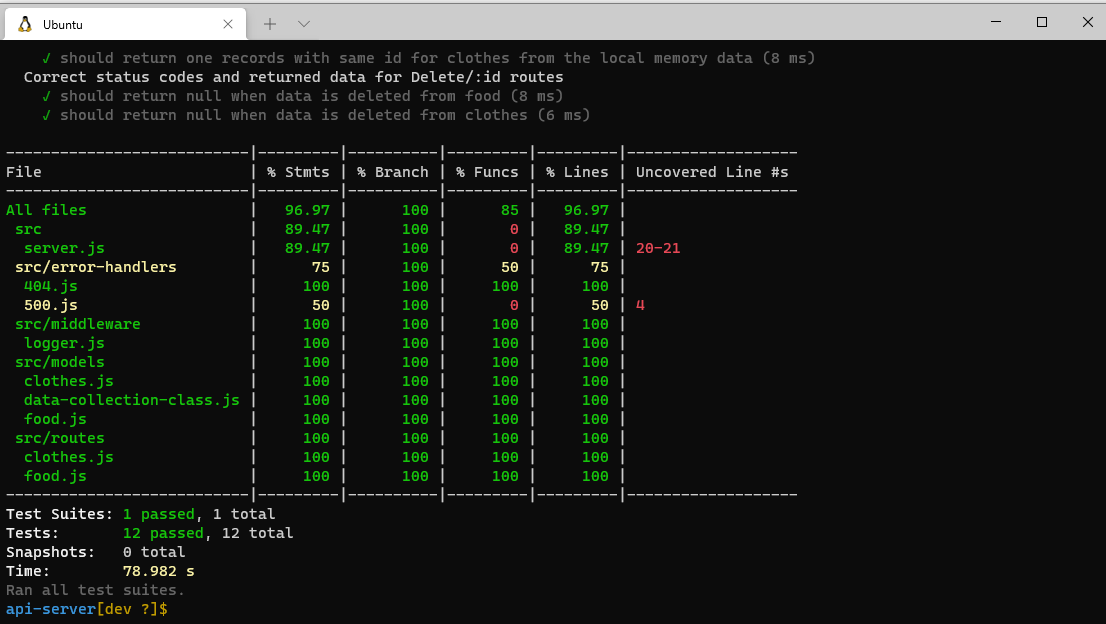 Ubuntu
✓ should return one records with same id for clothes from the local memory data (8 ms)
Correct status codes and returned data for Delete/:id routes
✓ should return null when data is deleted from food (8 ms)
✓ should return null when data is deleted from clothes (6 ms)
---------------------------|---------|----------|---------|---------|-------------------
File                       | % Stmts | % Branch | % Funcs | % Lines | Uncovered Line #s
---------------------------|---------|----------|---------|---------|-------------------
All files                  |   96.97 |      100 |      85 |   96.97 |
 src                       |   89.47 |      100 |       0 |   89.47 |
  server.js                |   89.47 |      100 |       0 |   89.47 | 20-21
 src/error-handlers        |      75 |      100 |      50 |      75 |
  404.js                   |     100 |      100 |     100 |     100 |
  500.js                   |      50 |      100 |       0 |      50 | 4
 src/middleware            |     100 |      100 |     100 |     100 |
  logger.js                |     100 |      100 |     100 |     100 |
 src/models                |     100 |      100 |     100 |     100 |
  clothes.js               |     100 |      100 |     100 |     100 |
  data-collection-class.js |     100 |      100 |     100 |     100 |
  food.js                  |     100 |      100 |     100 |     100 |
 src/routes                |     100 |      100 |     100 |     100 |
  clothes.js               |     100 |      100 |     100 |     100 |
  food.js                  |     100 |      100 |     100 |     100 |
---------------------------|---------|----------|---------|---------|-------------------
Test Suites: 1 passed, 1 total
Tests:       12 passed, 12 total
Snapshots:   0 total
Time:        78.982 s
Ran all test suites.
api-server[dev ?]$